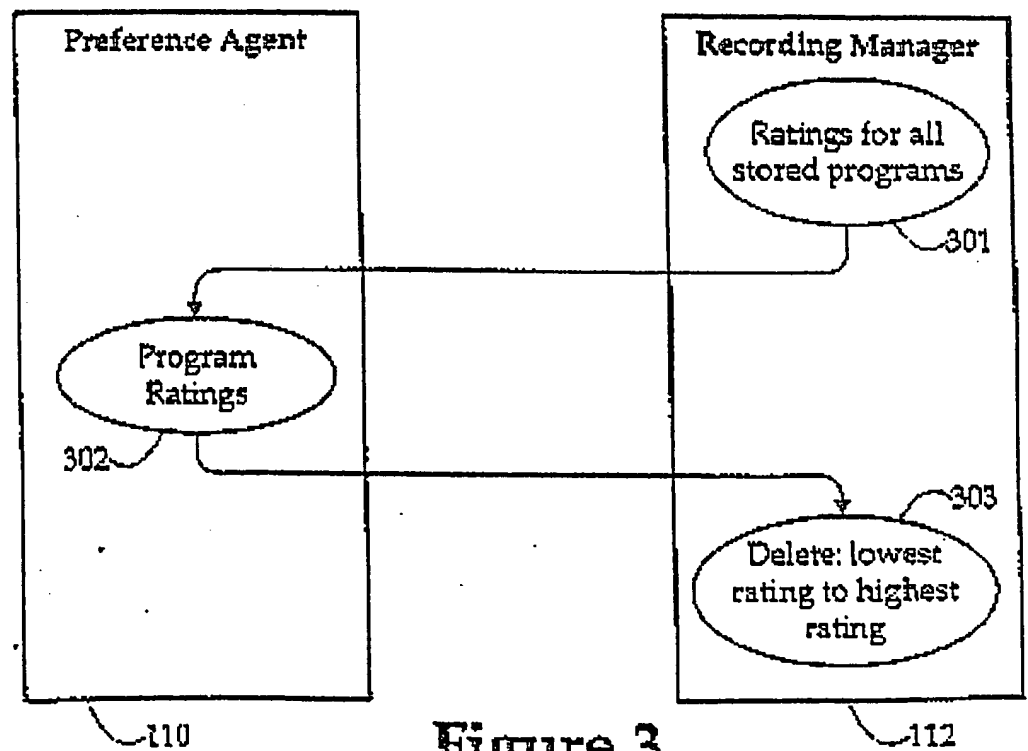 Preference Agent
Recording Manager
Ratings for all
stored programs
301
Program
Ratings
302
303
Delete: lowest
rating to highest
rating
110
112
Figure 3